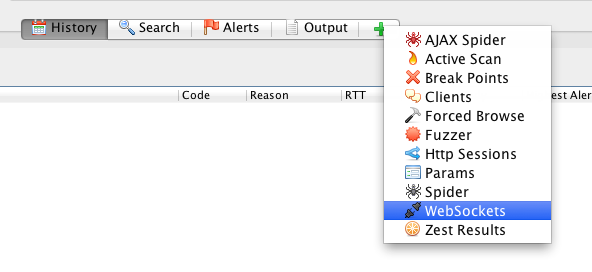 History Search Alerts Output
AJAX Spider
Active Scan
Break Points
Code Reason RTT Clients est Aler
Forced Browse
Fuzzer
Http Sessions
Params
Spider
WebSockets
Zest Results